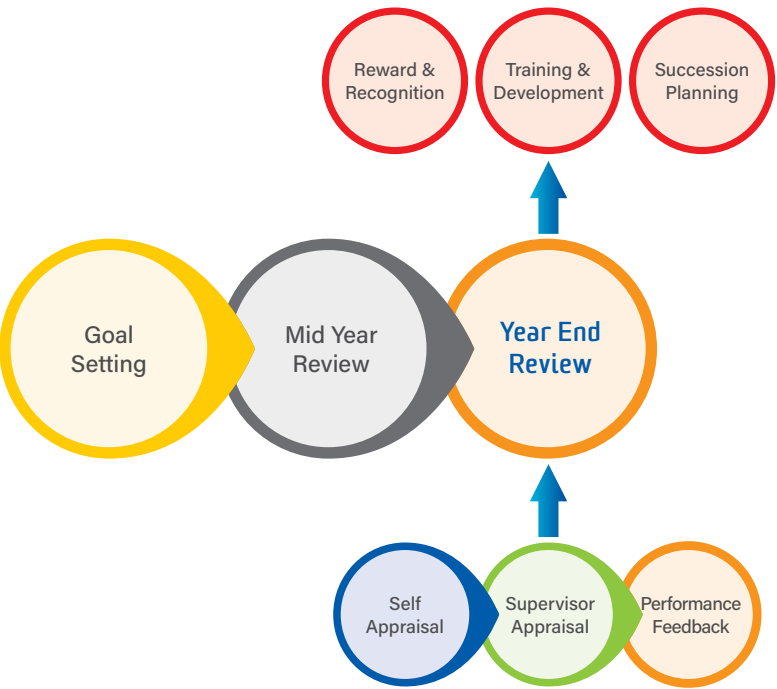 Reward &
Recognition
Training &
Development
Succession
Planning
Goal
Setting
Mid Year
Review
Year End
Review
Self
Appraisal
Supervisor
Appraisal
Performance
Feedback